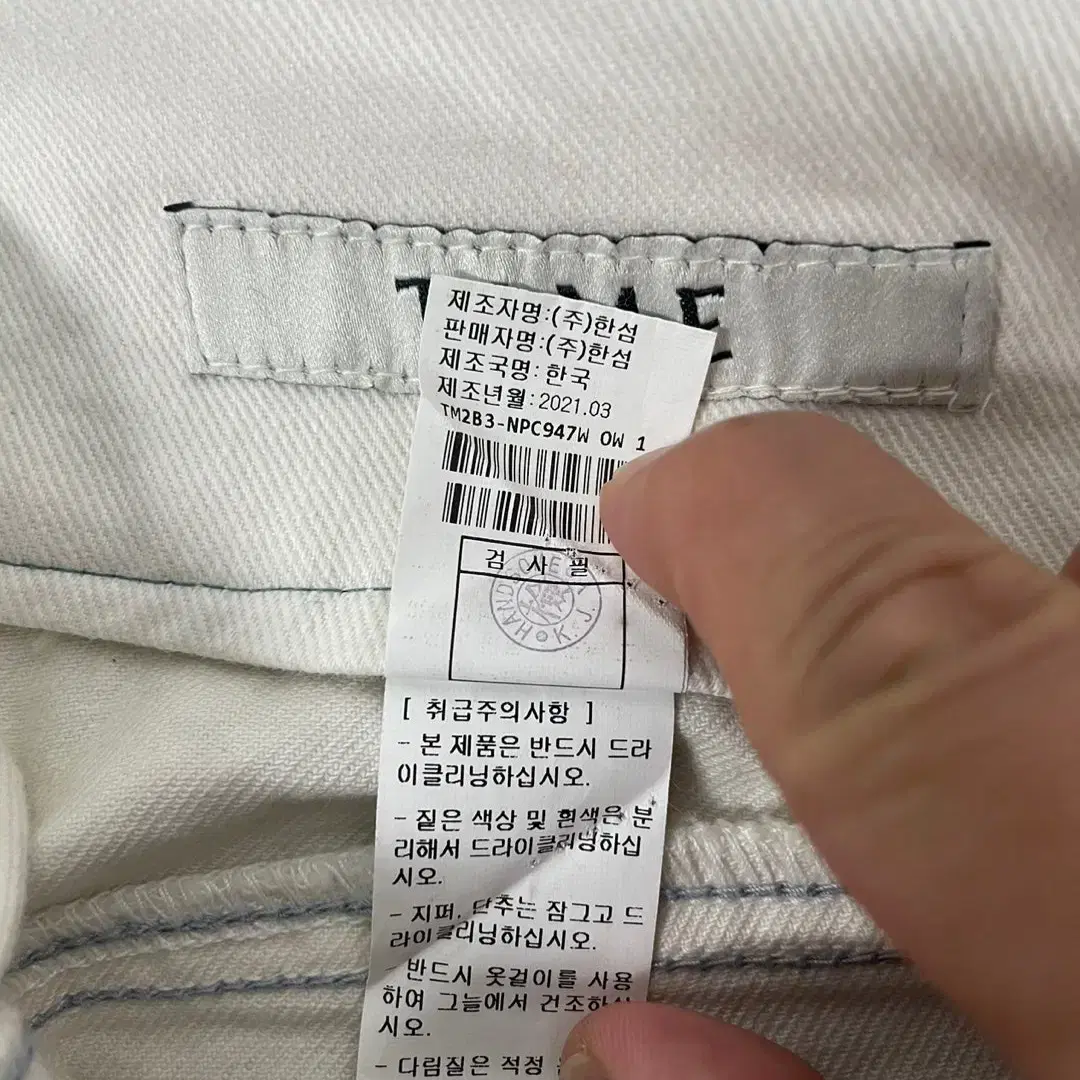 제조자명:(주)한섬
판매자명:(주)한섬
제조국명: 한국
제조년월:2021.03
TM2B3-NPC947W OW 1
검 사 필
HAND
K.J.
[ 취급주의사항 ]
- 본 제품은 반드시 드라
이클리닝하십시오.
- 짙은 색상 및 흰색은 분
리해서 드라이클리닝하십
시오.
- 지퍼, 단추는 잠그고 드
라이클리닝하십시오.
- 반드시 옷걸이를 사용
하여 그늘에서 건조하십
시오.
- 다림질은 적정